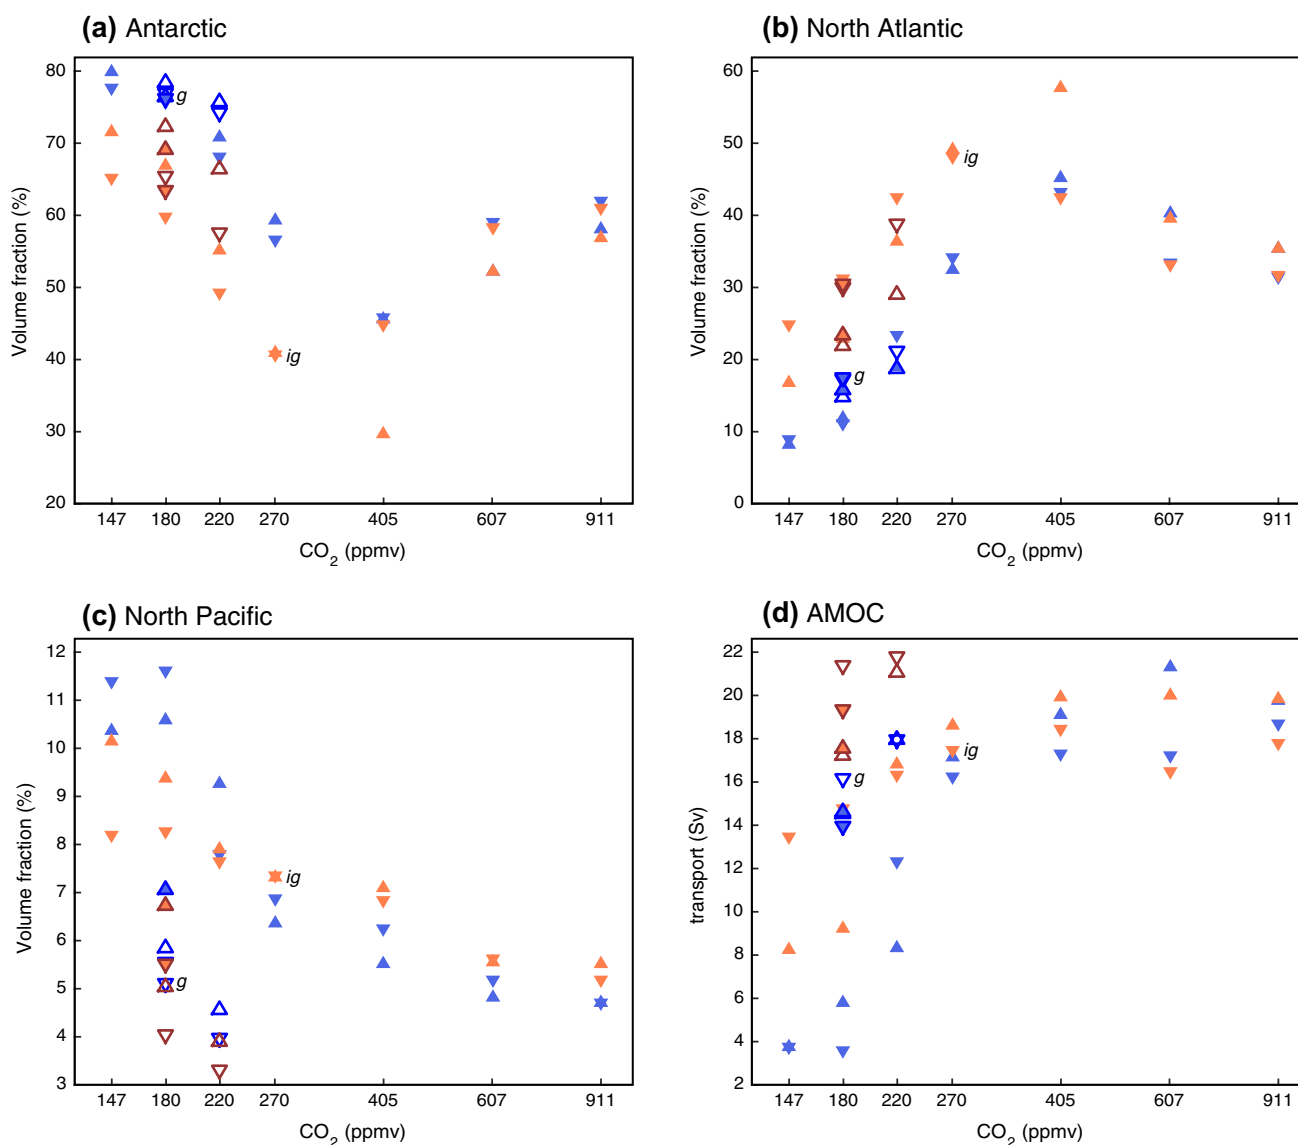 (a) Antarctic
Volume fraction (%)
80
70
60
50
40
30
20
g
ig
147 180 220 270 405 607 911
CO2 (ppmv)
(b) North Atlantic
Volume fraction (%)
60
50
40
30
20
10
0
ig
g
147 180 220 270 405 607 911
CO2 (ppmv)
(c) North Pacific
Volume fraction (%)
12
11
10
9
8
7
6
5
4
3
ig
g
147 180 220 270 405 607 911
CO2 (ppmv)
(d) AMOC
transport (Sv)
22
20
18
16
14
12
10
8
6
4
2
ig
g
147 180 220 270 405 607 911
CO2 (ppmv)